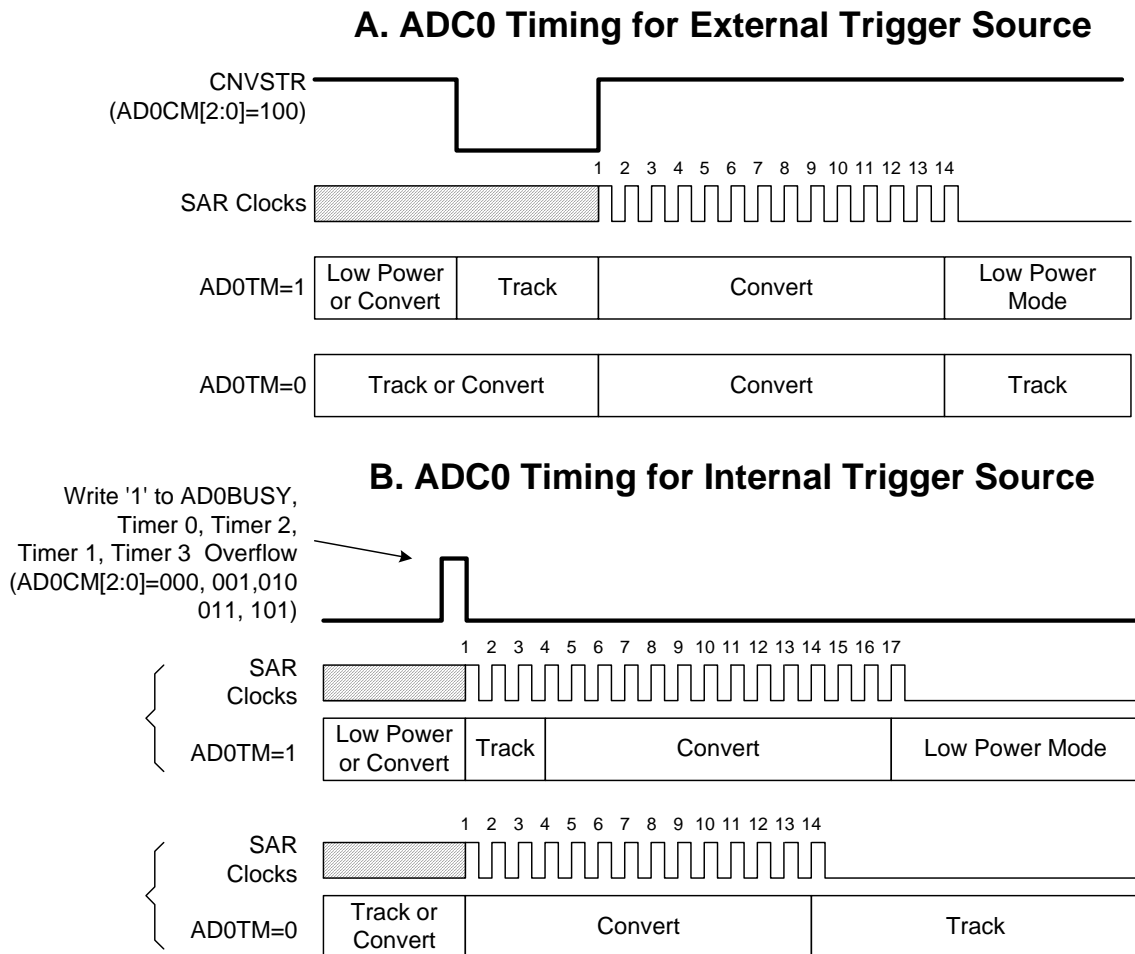 A. ADC0 Timing for External Trigger Source
CNVSTR
(AD0CM[2:0]=100)
1 2 3 4 5 6 7 8 9 10 11 12 13 14
SAR Clocks
AD0TM=1
Low Power
or Convert
Track
Convert
Low Power
Mode
AD0TM=0
Track or Convert
Convert
Track
B. ADC0 Timing for Internal Trigger Source
Write '1' to AD0BUSY,
Timer 0, Timer 2,
Timer 1, Timer 3 Overflow
(AD0CM[2:0]=000, 001,010
011, 101)
1 2 3 4 5 6 7 8 9 10 11 12 13 14 15 16 17
SAR
Clocks
AD0TM=1
Low Power
or Convert
Track
Convert
Low Power Mode
1 2 3 4 5 6 7 8 9 10 11 12 13 14
SAR
Clocks
AD0TM=0
Track or
Convert
Convert
Track